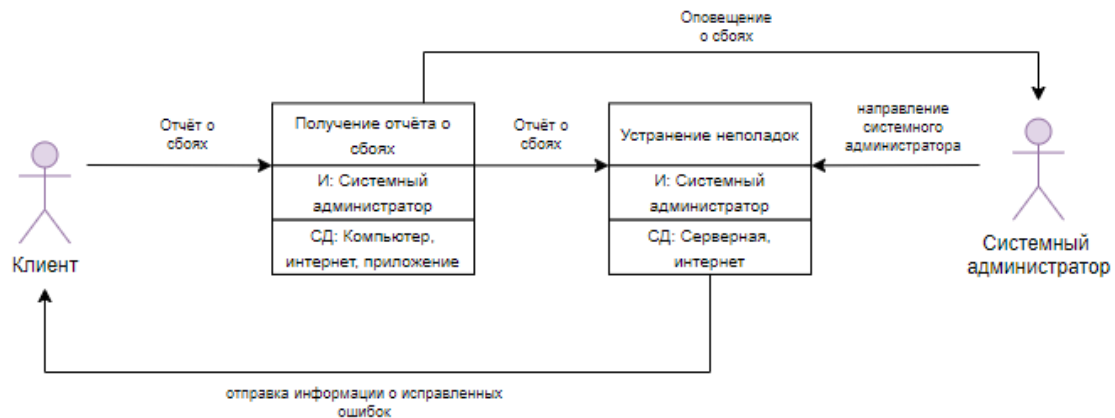 Оповещение
о сбоях
Отчёт о
сбоях
Получение отчёта о
сбоях
И: Системный
администратор
СД: Компьютер,
интернет, приложение
Отчёт о
сбоях
Устранение неполадок
И: Системный
администратор
СД: Серверная,
интернет
направление
системного
администратора
Клиент
Системный
администратор
отправка информации о исправленных
ошибок